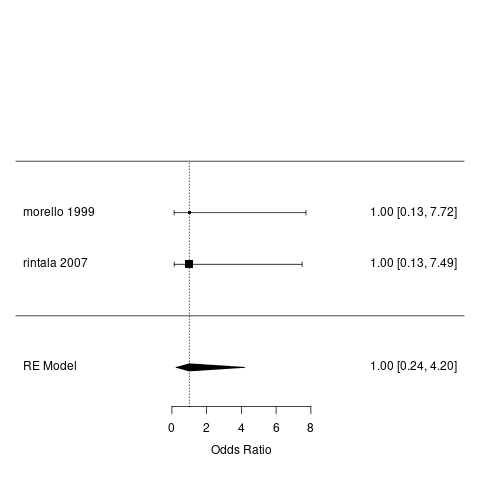 morello 1999 1.00 [0.13, 7.72]
rintala 2007 1.00 [0.13, 7.49]
RE Model 1.00 [0.24, 4.20]
0 2 4 6 8
Odds Ratio